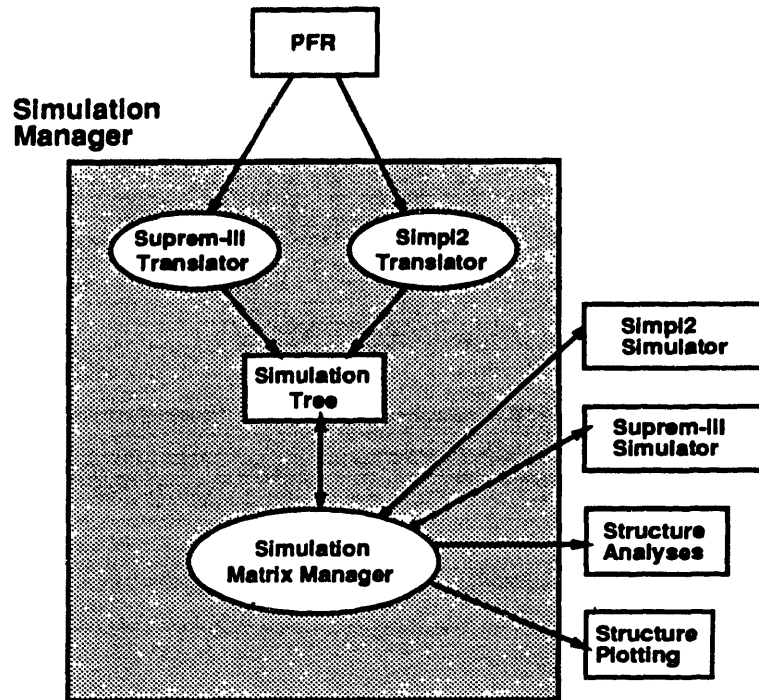 PFR
Simulation
Manager
Suprem-III
Translator
Simpl2
Translator
Simulation
Tree
Simpl2
Simulator
Suprem-III
Simulator
Simulation
Matrix Manager
Structure
Analyses
Structure
Plotting